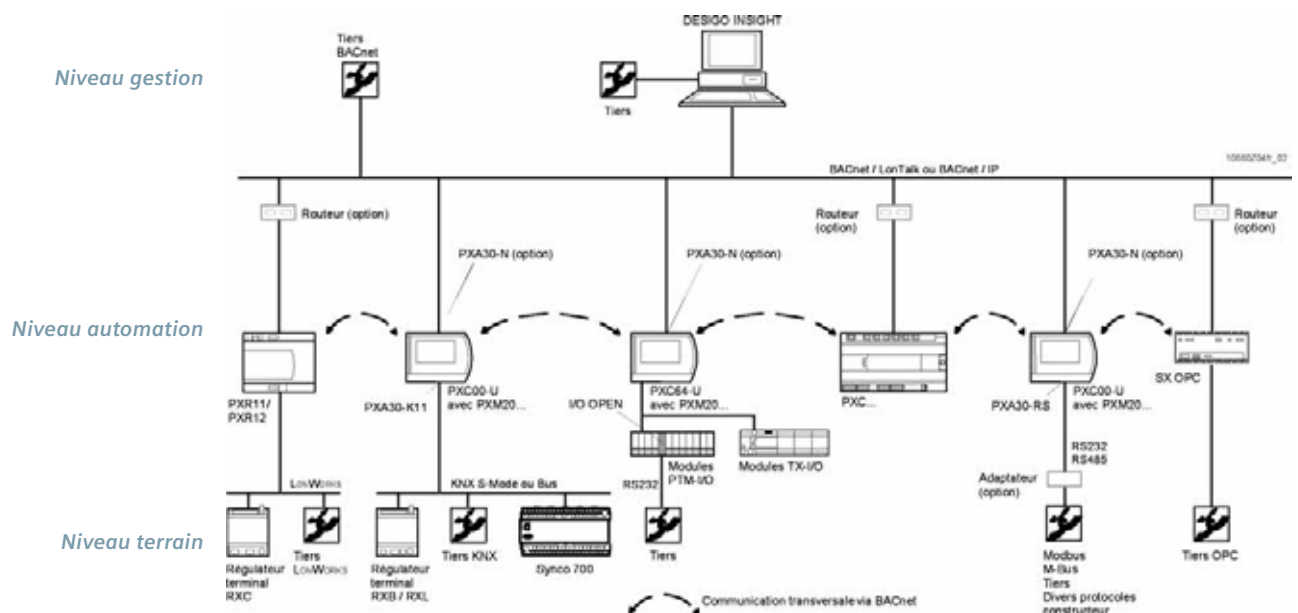 DESIGO INSIGHT
Tiers
BACnet
Niveau gestion
Tiers
BACnet / LonTalk ou BACnet / IP
Routeur (option)
Routeur
(option)
Routeur
(option)
PXA30-N (option)
PXA30-N (option)
PXA30-N (option)
Niveau automation
PXR11/
PXR12
PXA30-K11
PXC00-U
avec PXM20...
I/O OPEN
PXC64-U
avec PXM20...
PXC...
PXA30-RS
PXC00-U
avec PXM20...
SX OPC
Modules
PTM-I/O
Modules TX-I/O
RS232
RS232
RS485
Adaptateur
(option)
LONWORKS
KNX S-Mode ou Bus
Niveau terrain
Régulateur
terminal
RXC
Tiers
LONWORKS
Régulateur
terminal
RXB / RXL
Tiers KNX
Synco 700
Tiers
Modbus
M-Bus
Tiers
Divers protocoles
constructeur
Tiers OPC
Communication transversale via BACnet